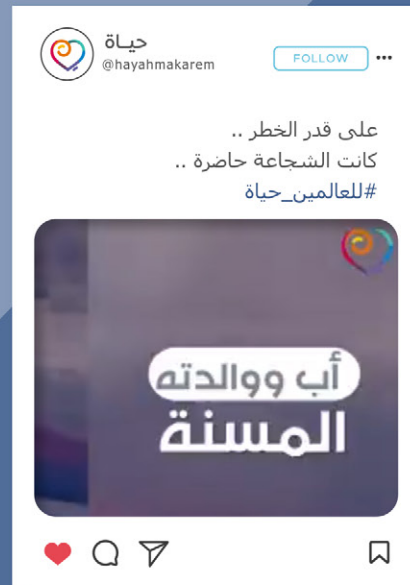 حياة
@hayahmakarem
FOLLOW
على قدر الخطر ..
كانت الشجاعة حاضرة ..
#للعالمين_حياة
أب ووالدته
المسنة